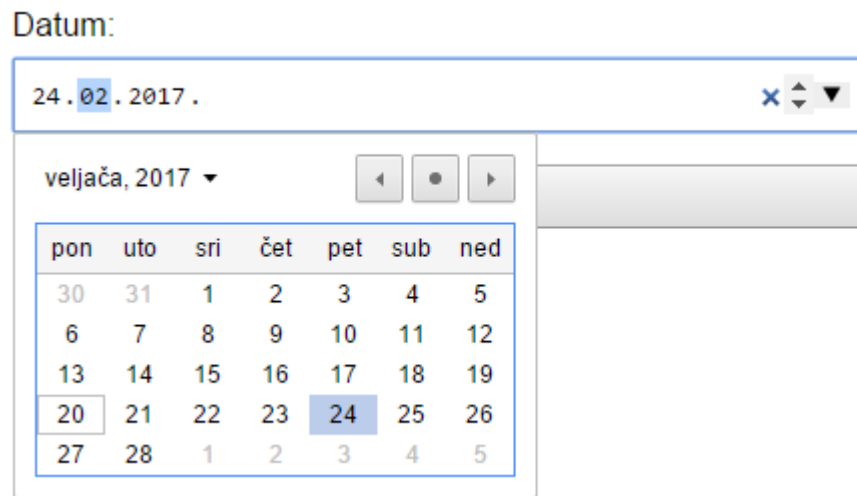 Datum:
24.02.2017.
veljača, 2017
pon uto sri čet pet sub ned
30 31 1 2 3 4 5
6 7 8 9 10 11 12
13 14 15 16 17 18 19
20 21 22 23 24 25 26
27 28 1 2 3 4 5